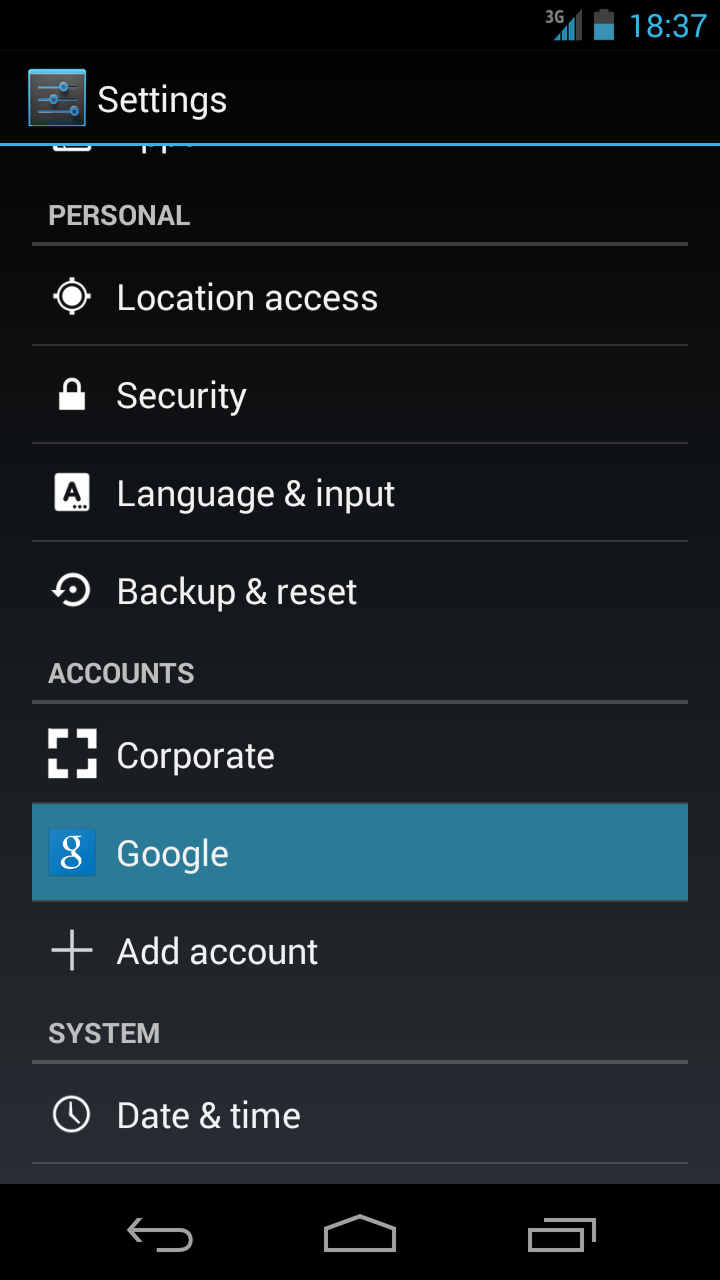 3G 18:37
Settings
PERSONAL
Location access
Security
Language & input
Backup & reset
ACCOUNTS
Corporate
g Google
Add account
SYSTEM
Date & time